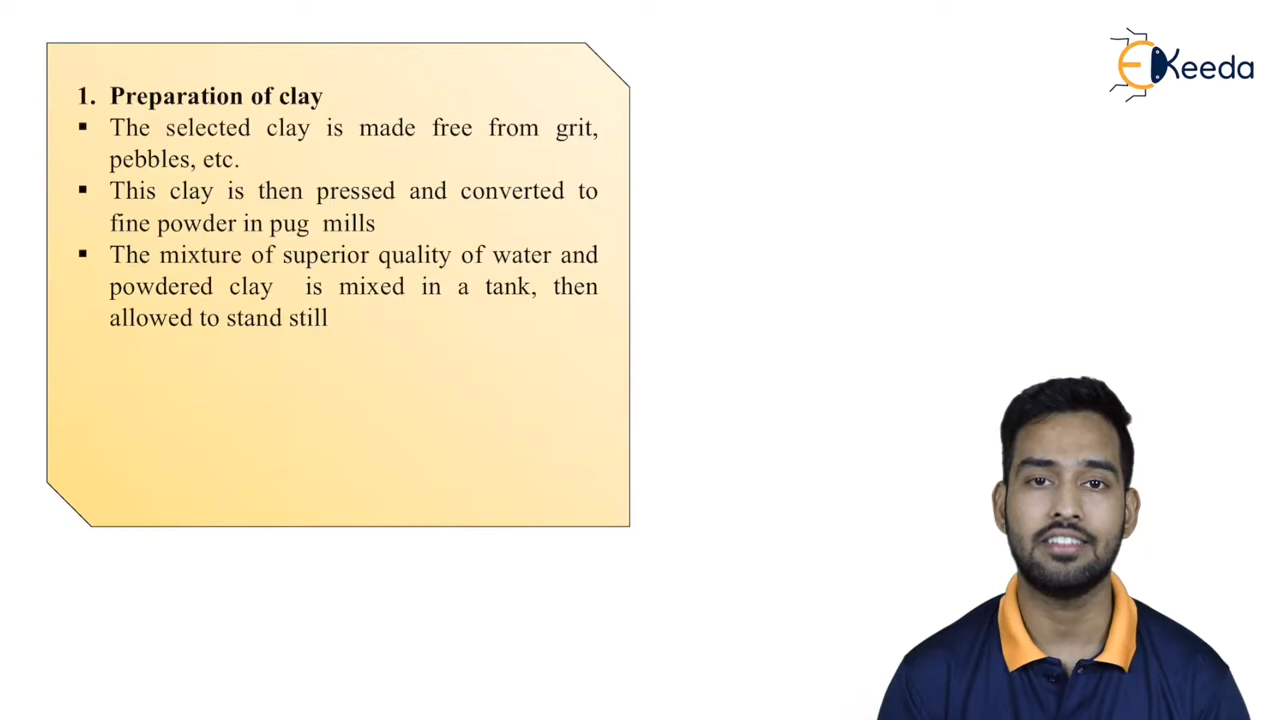 EKeeda
1. Preparation of clay
▪ The selected clay is made free from grit,
pebbles, etc.
▪ This clay is then pressed and converted to
fine powder in pug mills
▪ The mixture of superior quality of water and
powdered clay is mixed in a tank, then
allowed to stand still